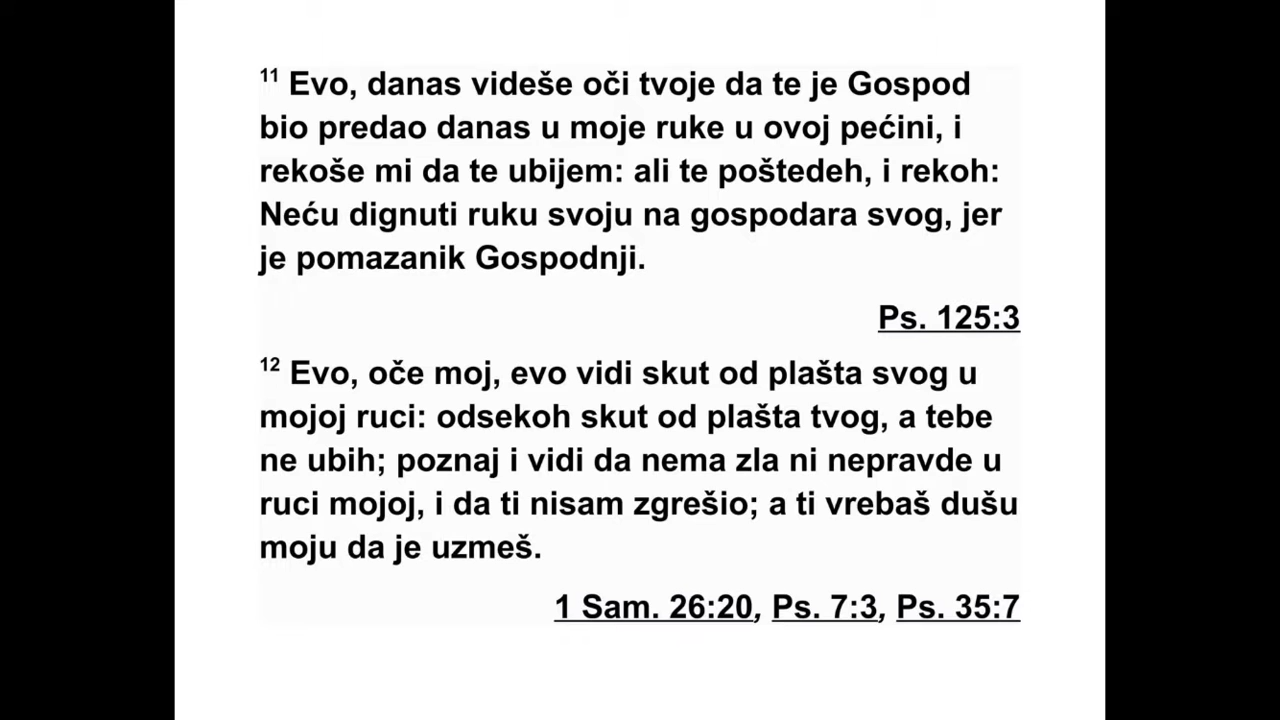 11 Evo, danas videše oči tvoje da te je Gospod
bio predao danas u moje ruke u ovoj pećini, i
rekoše mi da te ubijem: ali te poštedeh, i rekoh:
Neću dignuti ruku svoju na gospodara svog, jer
je pomazanik Gospodnji.
Ps. 125:3
12 Evo, oče moj, evo vidi skut od plašta svog u
mojoj ruci: odsekoh skut od plašta tvog, a tebe
ne ubih; poznaj i vidi da nema zla ni nepravde u
ruci mojoj, i da ti nisam zgrešio; a ti vrebaš dušu
moju da je uzmeš.
1 Sam. 26:20, Ps. 7:3, Ps. 35:7